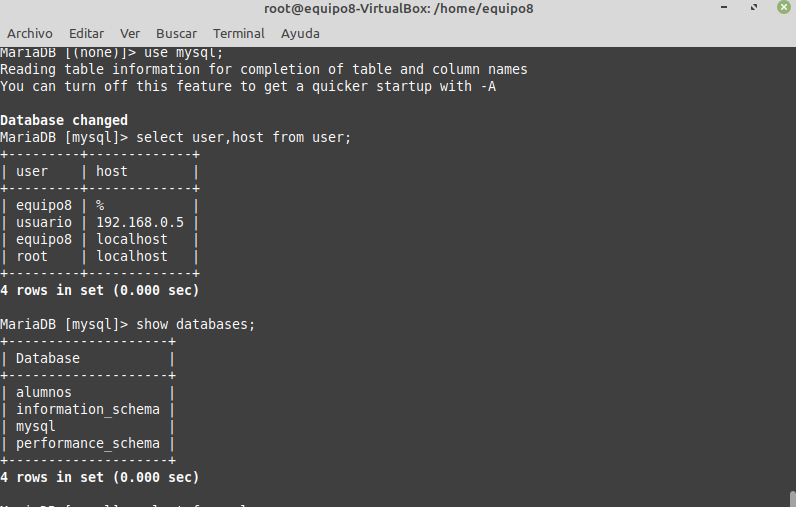 root@equipo8-VirtualBox: /home/equipo8
Archivo Editar Ver Buscar Terminal Ayuda
MariaDB [(none)]> use mysql;
Reading table information for completion of table and column names
You can turn off this feature to get a quicker startup with -A
Database changed
MariaDB [mysql]> select user,host from user;
+---------+-------------+
| user    | host        |
+---------+-------------+
| equipo8 | %           |
| usuario | 192.168.0.5 |
| equipo8 | localhost   |
| root    | localhost   |
+---------+-------------+
4 rows in set (0.000 sec)
MariaDB [mysql]> show databases;
+--------------------+
| Database           |
+--------------------+
| alumnos            |
| information_schema |
| mysql              |
| performance_schema |
+--------------------+
4 rows in set (0.000 sec)